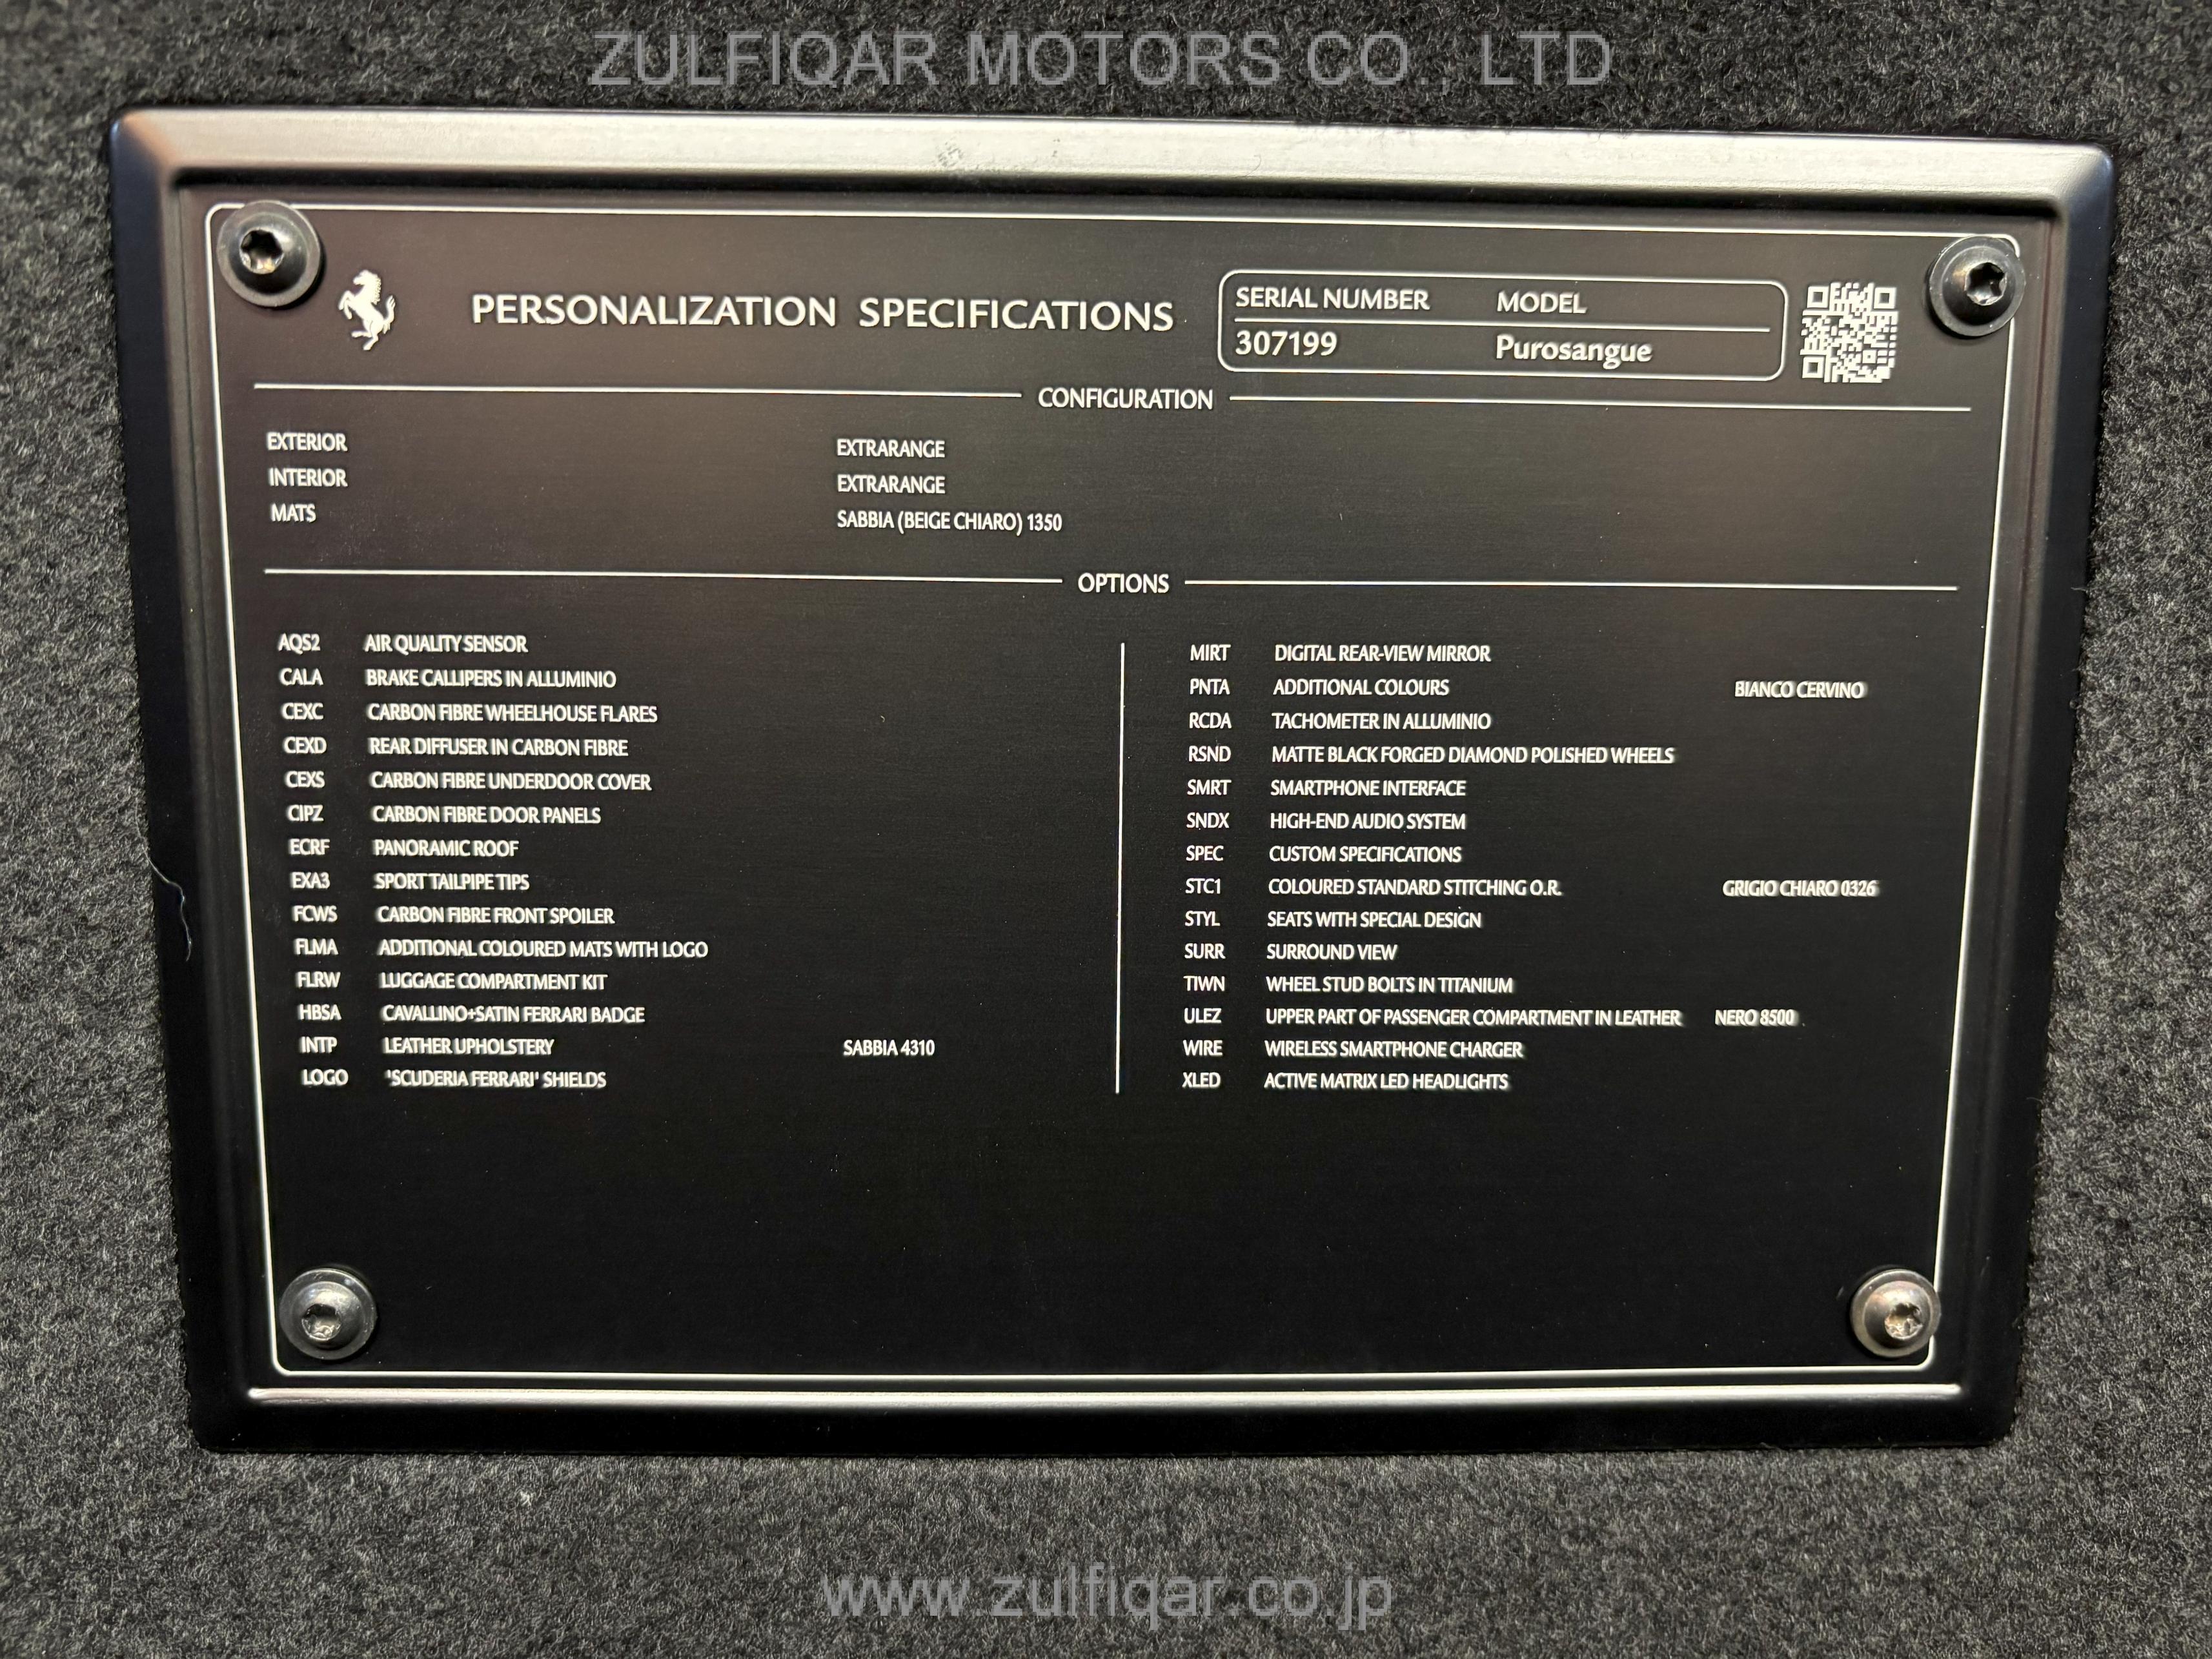 ZULFIQAR MOTORS CO., LTD
PERSONALIZATION SPECIFICATIONS
SERIAL NUMBER MODEL
307199 Purosangue
CONFIGURATION
EXTERIOR EXTRARANGE
INTERIOR EXTRARANGE
MATS SABBIA (BEIGE CHIARO) 1350
OPTIONS
AQS2 AIR QUALITY SENSOR
CALA BRAKE CALLIPERS IN ALLUMINIO
CEXC CARBON FIBRE WHEELHOUSE FLARES
CEXD REAR DIFFUSER IN CARBON FIBRE
CEXS CARBON FIBRE UNDERDOOR COVER
CIPZ CARBON FIBRE DOOR PANELS
ECRF PANORAMIC ROOF
EXA3 SPORT TAILPIPE TIPS
FCWS CARBON FIBRE FRONT SPOILER
FLMA ADDITIONAL COLOURED MATS WITH LOGO
FLRW LUGGAGE COMPARTMENT KIT
HBSA CAVALLINO+SATIN FERRARI BADGE
INTP LEATHER UPHOLSTERY SABBIA 4310
LOGO 'SCUDERIA FERRARI' SHIELDS
MIRT DIGITAL REAR-VIEW MIRROR
PNTA ADDITIONAL COLOURS BIANCO CERVINO
RCDA TACHOMETER IN ALLUMINIO
RSND MATTE BLACK FORGED DIAMOND POLISHED WHEELS
SMRT SMARTPHONE INTERFACE
SNDX HIGH-END AUDIO SYSTEM
SPEC CUSTOM SPECIFICATIONS
STC1 COLOURED STANDARD STITCHING O.R. GRIGIO CHIARO 0326
STYL SEATS WITH SPECIAL DESIGN
SURR SURROUND VIEW
TIWN WHEEL STUD BOLTS IN TITANIUM
ULEZ UPPER PART OF PASSENGER COMPARTMENT IN LEATHER NERO 8500
WIRE WIRELESS SMARTPHONE CHARGER
XLED ACTIVE MATRIX LED HEADLIGHTS
www.zulfiqar.co.jp